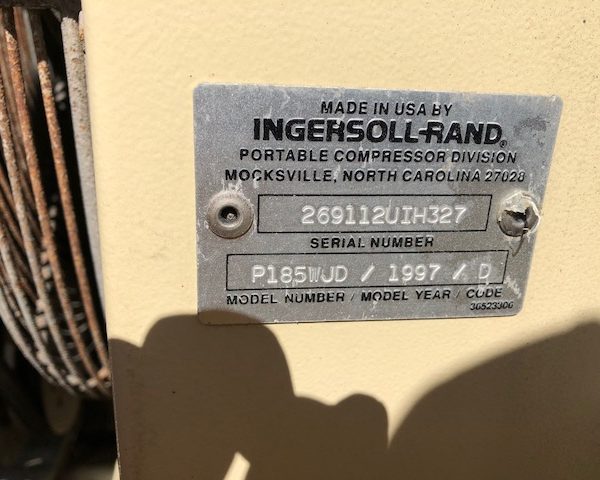 MADE IN USA BY
INGERSOLL-RAND®
PORTABLE COMPRESSOR DIVISION
MOCKSVILLE, NORTH CAROLINA 27028
269112UIH327
SERIAL NUMBER
P185WJD / 1997 / D
MODEL NUMBER / MODEL YEAR / CODE
36523306